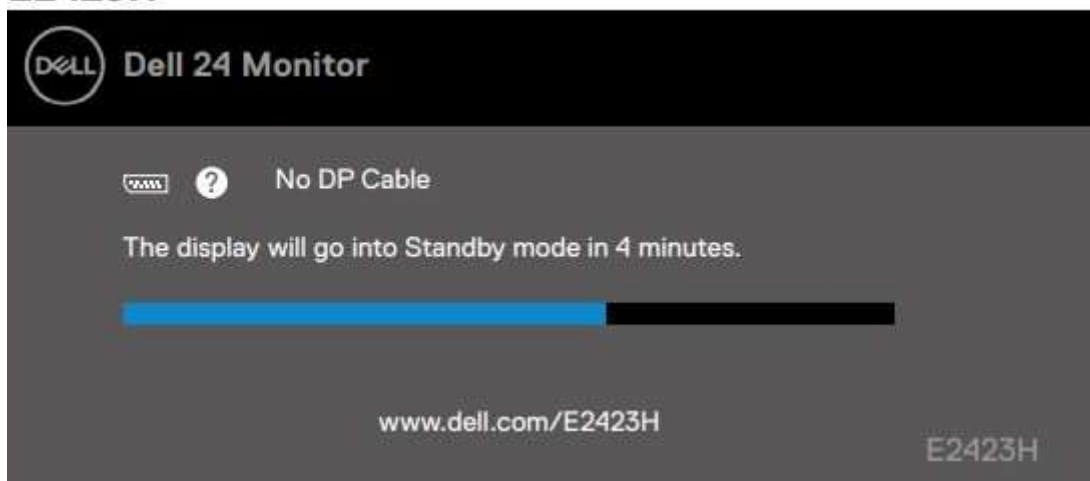 DELL
Dell 24 Monitor
? No DP Cable
The display will go into Standby mode in 4 minutes.
www.dell.com/E2423H
E2423H